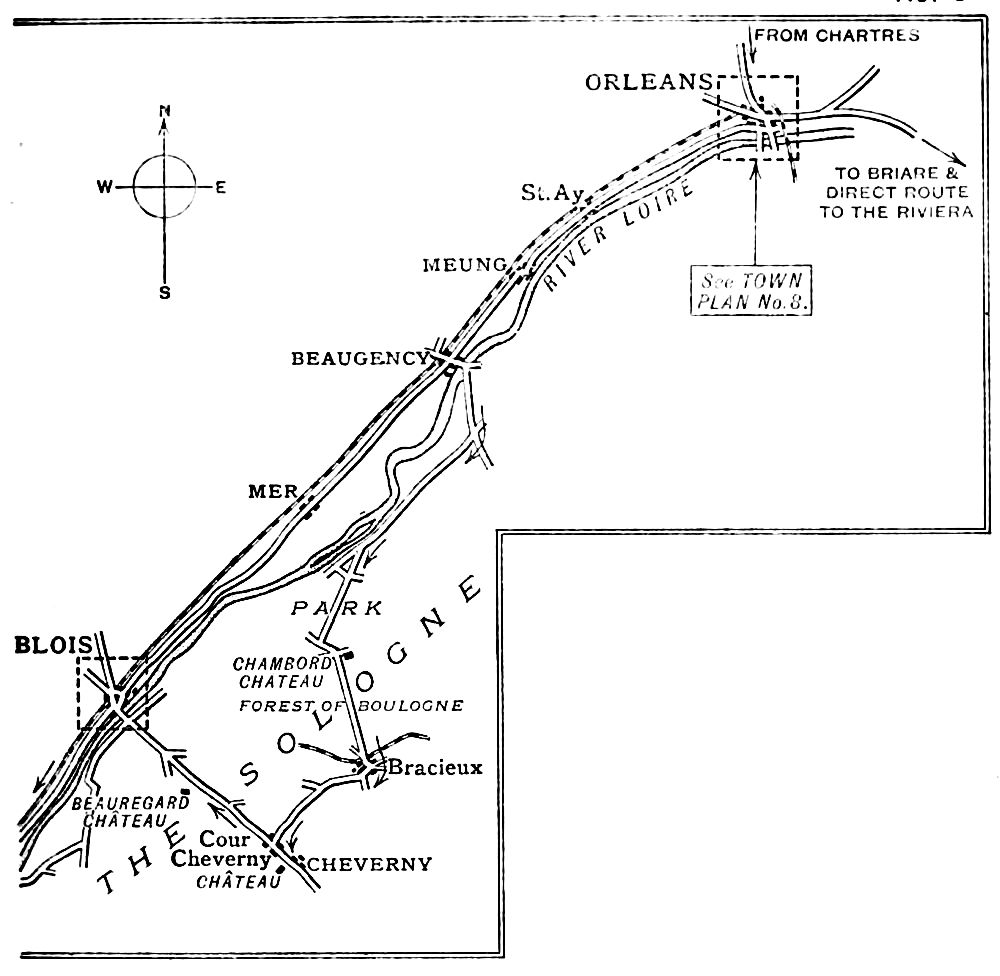 FROM CHARTRES
ORLEANS
N
W E
S
TO BRIARE &
DIRECT ROUTE
TO THE RIVIERA
St. Ay
RIVER LOIRE
MEUNG
See TOWN
PLAN No. 8.
BEAUGENCY
MER
PARK
BLOIS
CHAMBORD
CHATEAU
FOREST OF BOULOGNE
THE SOLOGNE
Bracieux
BEAUREGARD
CHÂTEAU
Cour
Cheverny
CHEVERNY
CHÂTEAU